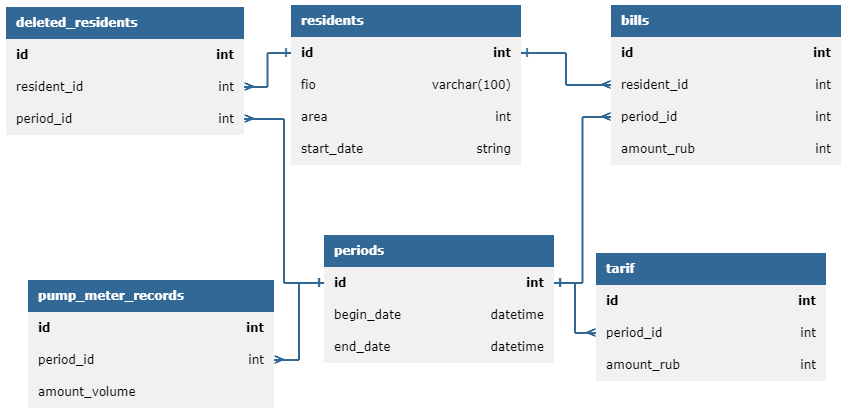 deleted_residents
id int
resident_id int
period_id int
residents
id int
fio varchar(100)
area int
start_date string
bills
id int
resident_id int
period_id int
amount_rub int
periods
id int
begin_date datetime
end_date datetime
tarif
id int
period_id int
amount_rub int
pump_meter_records
id int
period_id int
amount_volume